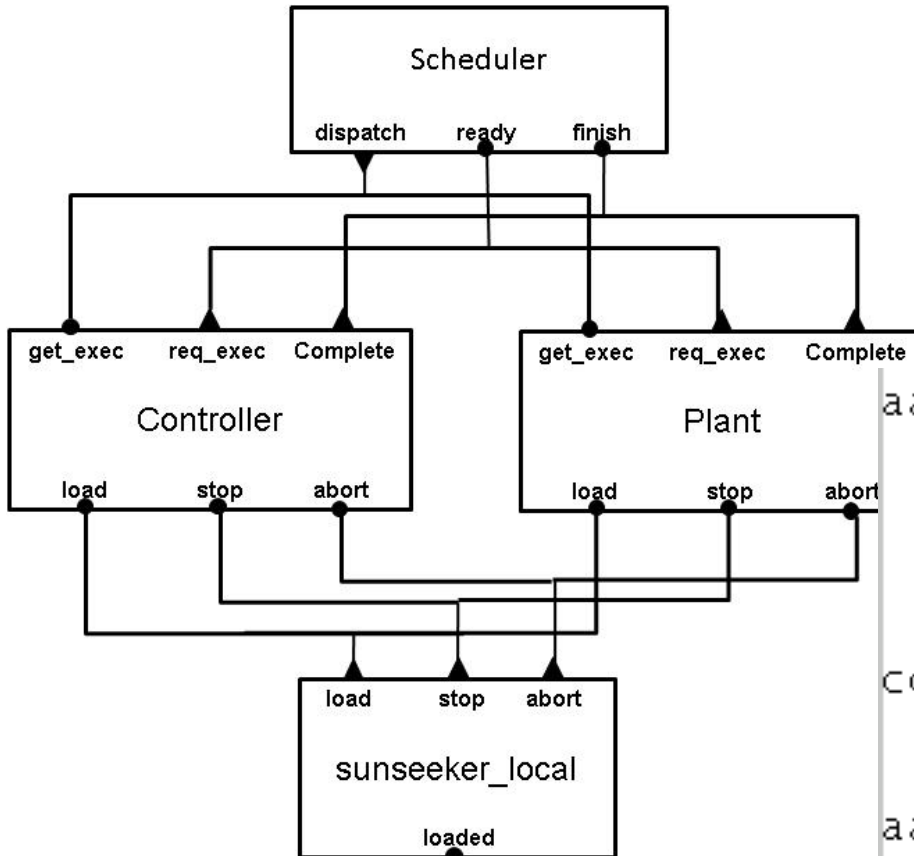 Scheduler
dispatch ready finish
get_exec req_exec Complete
get_exec req_exec Complete
Controller
Plant
load stop abort
load stop abort
load stop abort
sunseeker_local
loaded